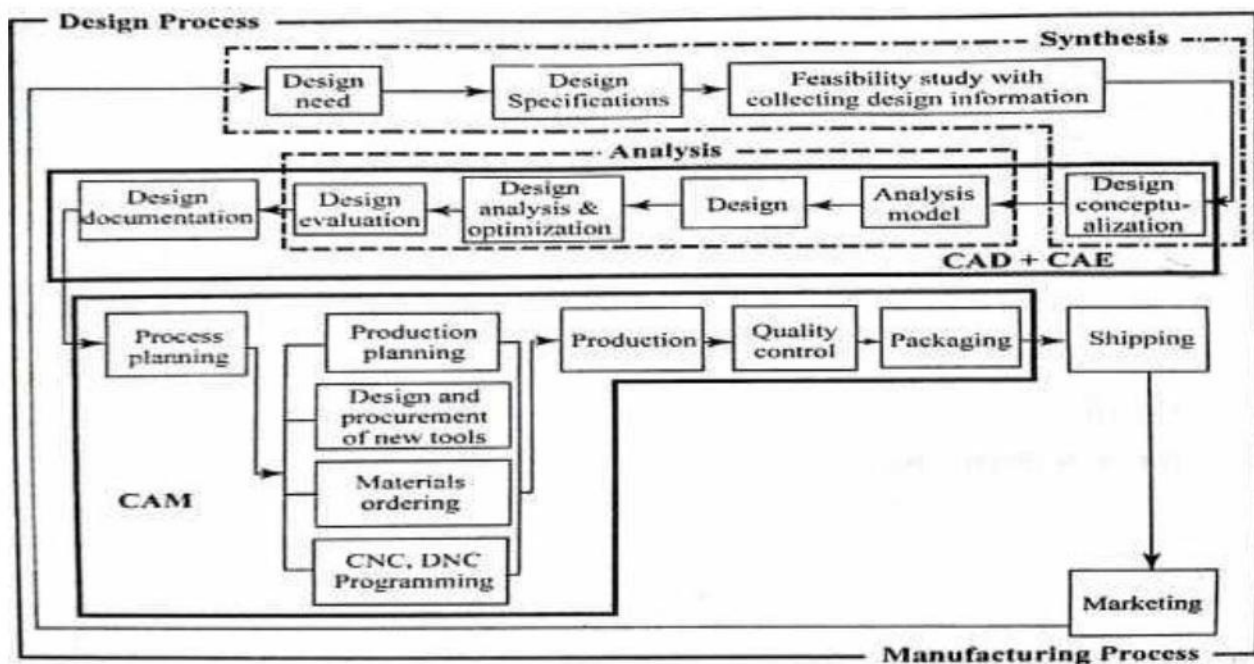 Design Process
Synthesis
Design
need
Design
Specifications
Feasibility study with
collecting design information
Analysis
Design
documentation
Design
evaluation
Design
analysis &
optimization
Design
Analysis
model
Design
conceptu-
alization
CAD + CAE
Process
planning
Production
planning
Design and
procurement
of new tools
Materials
ordering
CNC, DNC
Programming
CAM
Production
Quality
control
Packaging
Shipping
Marketing
Manufacturing Process